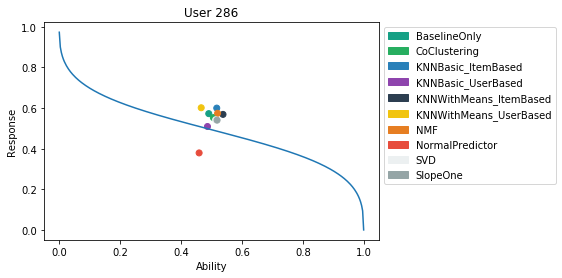 User 286
1.0
0.8
0.6
0.4
0.2
0.0
Response
0.0 0.2 0.4 0.6 0.8 1.0
Ability
BaselineOnly
CoClustering
KNNBasic_ItemBased
KNNBasic_UserBased
KNNWithMeans_ItemBased
KNNWithMeans_UserBased
NMF
NormalPredictor
SVD
SlopeOne